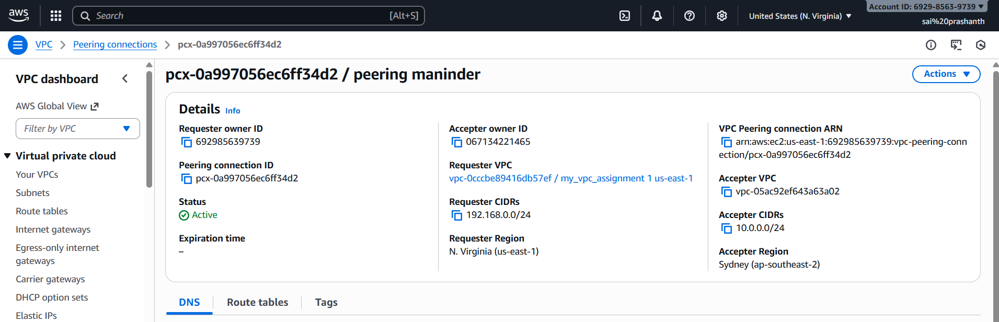 aws
Search
[Alt+S]
United States (N. Virginia)
Account ID: 6929-8563-9739
sai%20prashanth
VPC
Peering connections
pcx-0a997056ec6ff34d2
VPC dashboard
AWS Global View
Filter by VPC
Virtual private cloud
Your VPCs
Subnets
Route tables
Internet gateways
Egress-only internet
gateways
Carrier gateways
DHCP option sets
Elastic IPs
pcx-0a997056ec6ff34d2 / peering maninder
Actions
Details Info
Requester owner ID
692985639739
Peering connection ID
pcx-0a997056ec6ff34d2
Status
Active
Expiration time
–
Accepter owner ID
067134221465
Requester VPC
vpc-0cccbe89416db57ef / my_vpc_assignment 1 us-east-1
Requester CIDRs
192.168.0.0/24
Requester Region
N. Virginia (us-east-1)
VPC Peering connection ARN
arn:aws:ec2:us-east-1:692985639739:vpc-peering-conn
ection/pcx-0a997056ec6ff34d2
Accepter VPC
vpc-05ac92ef643a63a02
Accepter CIDRs
10.0.0.0/24
Accepter Region
Sydney (ap-southeast-2)
DNS
Route tables
Tags